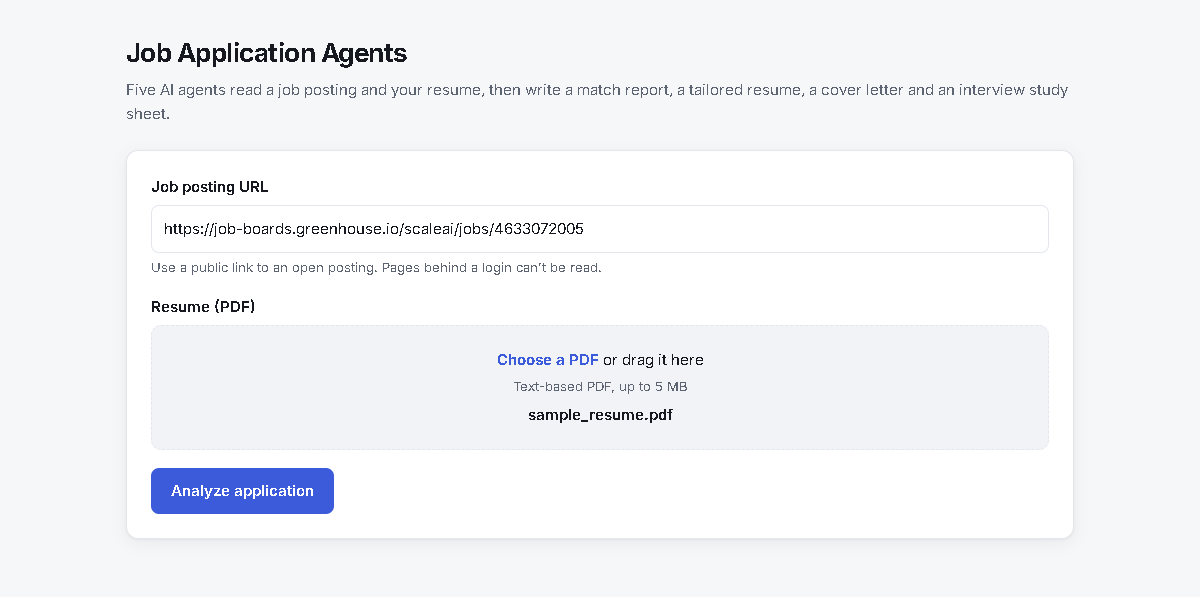 Job Application Agents
Five AI agents read a job posting and your resume, then write a match report, a tailored resume, a cover letter and an interview study
sheet.
Job posting URL
https://job-boards.greenhouse.io/scaleai/jobs/4633072005
Use a public link to an open posting. Pages behind a login can't be read.
Resume (PDF)
Choose a PDF or drag it here
Text-based PDF, up to 5 MB
sample_resume.pdf
Analyze application